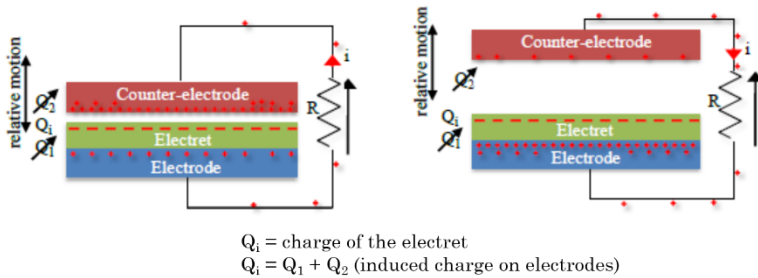 relative motion
Q₂
Qᵢ
Q₁
Counter-electrode
Electret
Electrode
R
i
relative motion
Q₂
Qᵢ
Q₁
Counter-electrode
Electret
Electrode
R
i
Qᵢ = charge of the electret
Qᵢ = Q₁ + Q₂ (induced charge on electrodes)